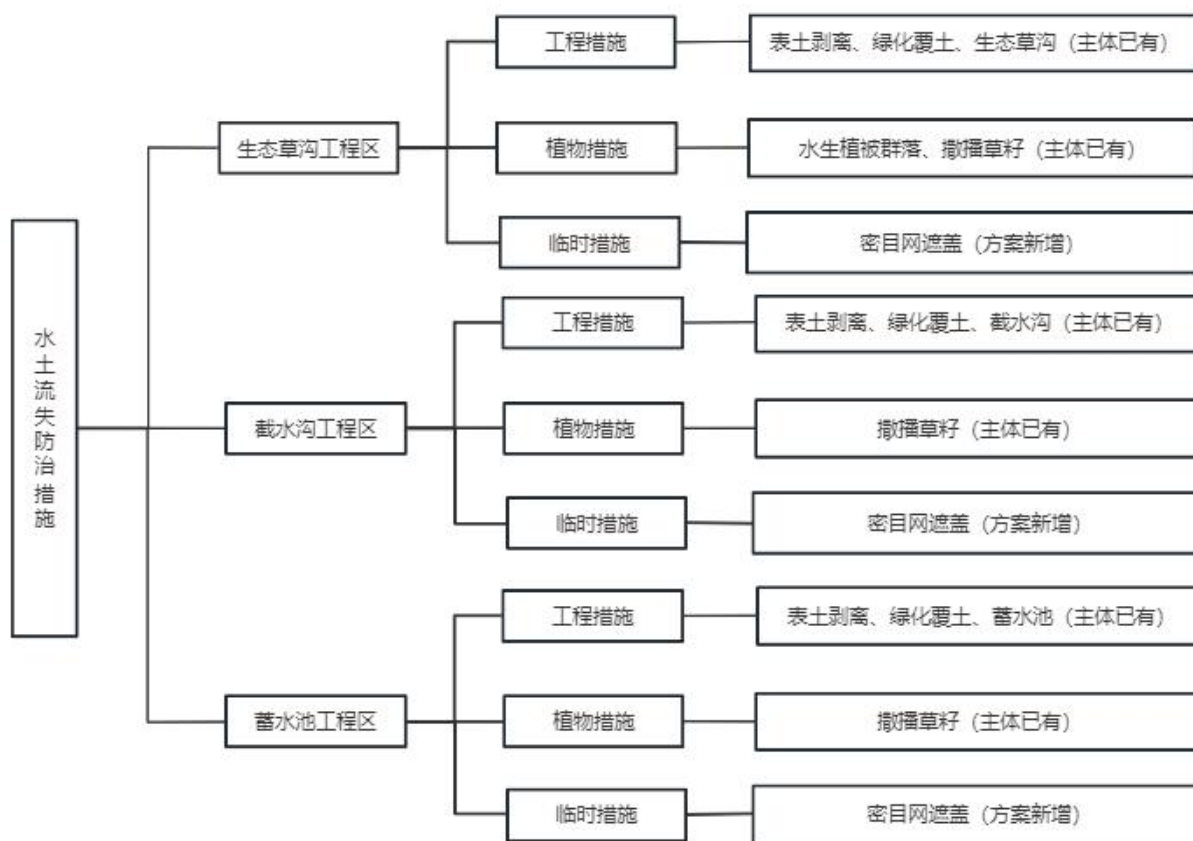 水土流失防治措施
生态草沟工程区
工程措施
表土剥离、绿化覆土、生态草沟（主体已有）
植物措施
水生植被群落、撒播草籽（主体已有）
临时措施
密目网遮盖（方案新增）
截水沟工程区
工程措施
表土剥离、绿化覆土、截水沟（主体已有）
植物措施
撒播草籽（主体已有）
临时措施
密目网遮盖（方案新增）
蓄水池工程区
工程措施
表土剥离、绿化覆土、蓄水池（主体已有）
植物措施
撒播草籽（主体已有）
临时措施
密目网遮盖（方案新增）